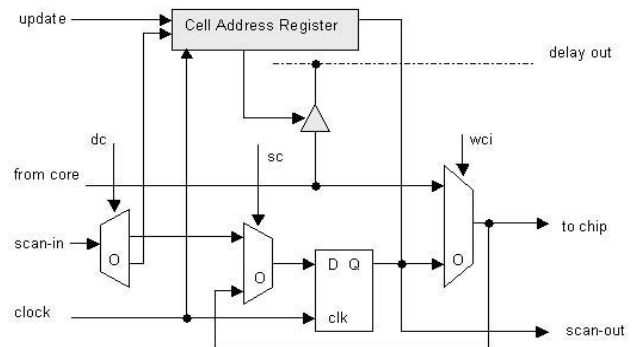 update
Cell Address Register
delay out
dc
sc
wci
from core
scan-in
O
O
O
to chip
D Q
clock
clk
scan-out